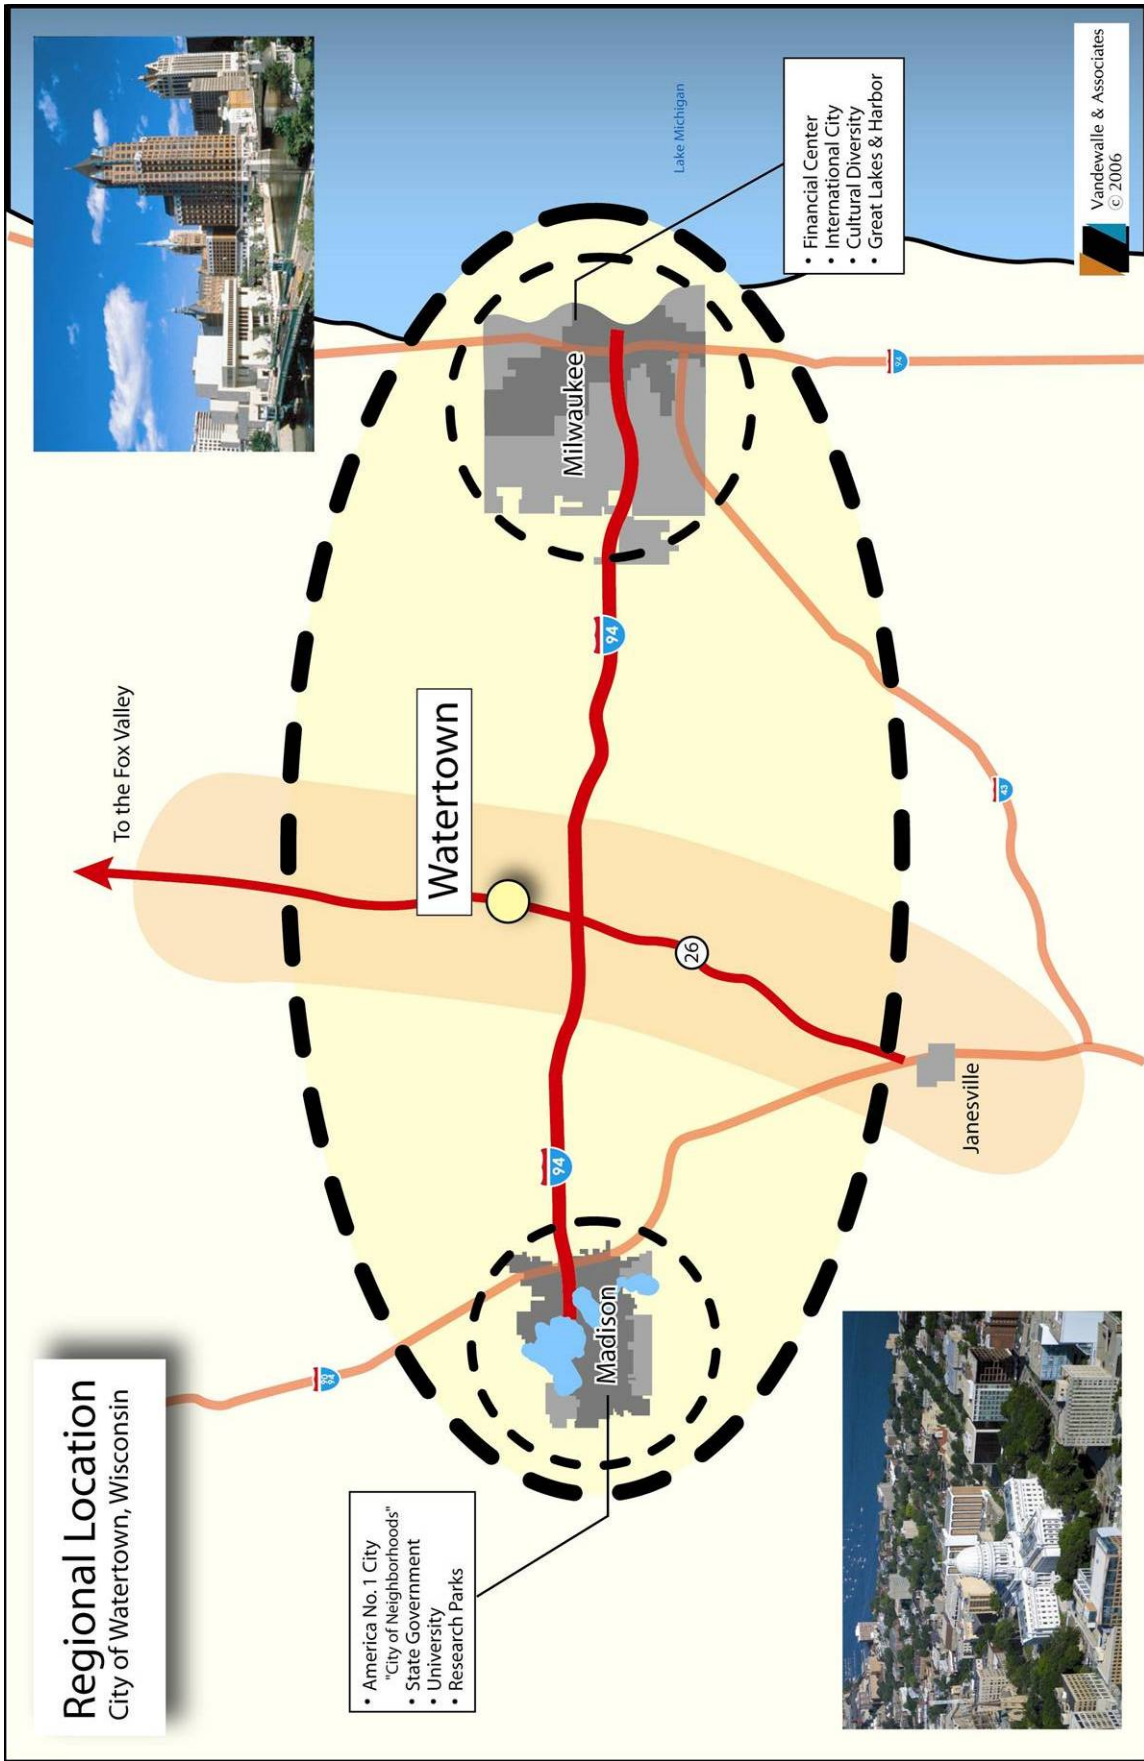 Regional Location
City of Watertown, Wisconsin
To the Fox Valley
Lake Michigan
90
94
• America No. 1 City
"City of Neighborhoods"
• State Government
• University
• Research Parks
Watertown
Madison
94
94
Milwaukee
26
• Financial Center
• International City
• Cultural Diversity
• Great Lakes & Harbor
94
Janesville
43
Vandewalle & Associates
© 2006